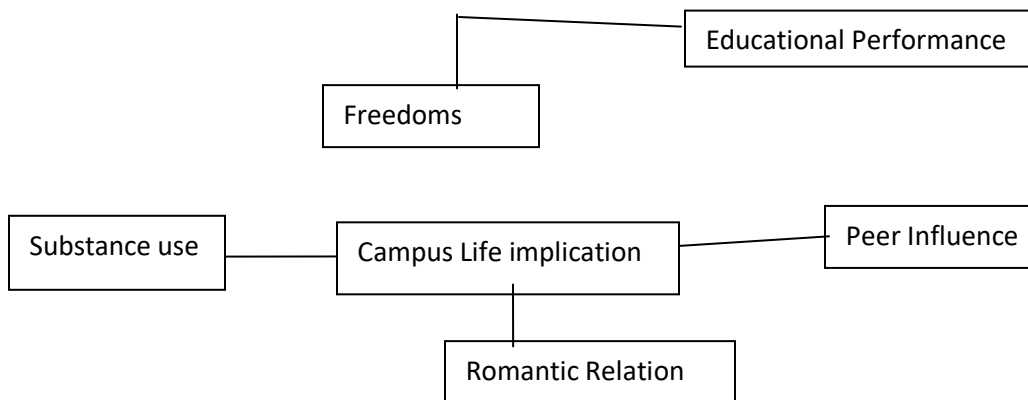 Educational Performance
Freedoms
Substance use
Campus Life implication
Peer Influence
Romantic Relation